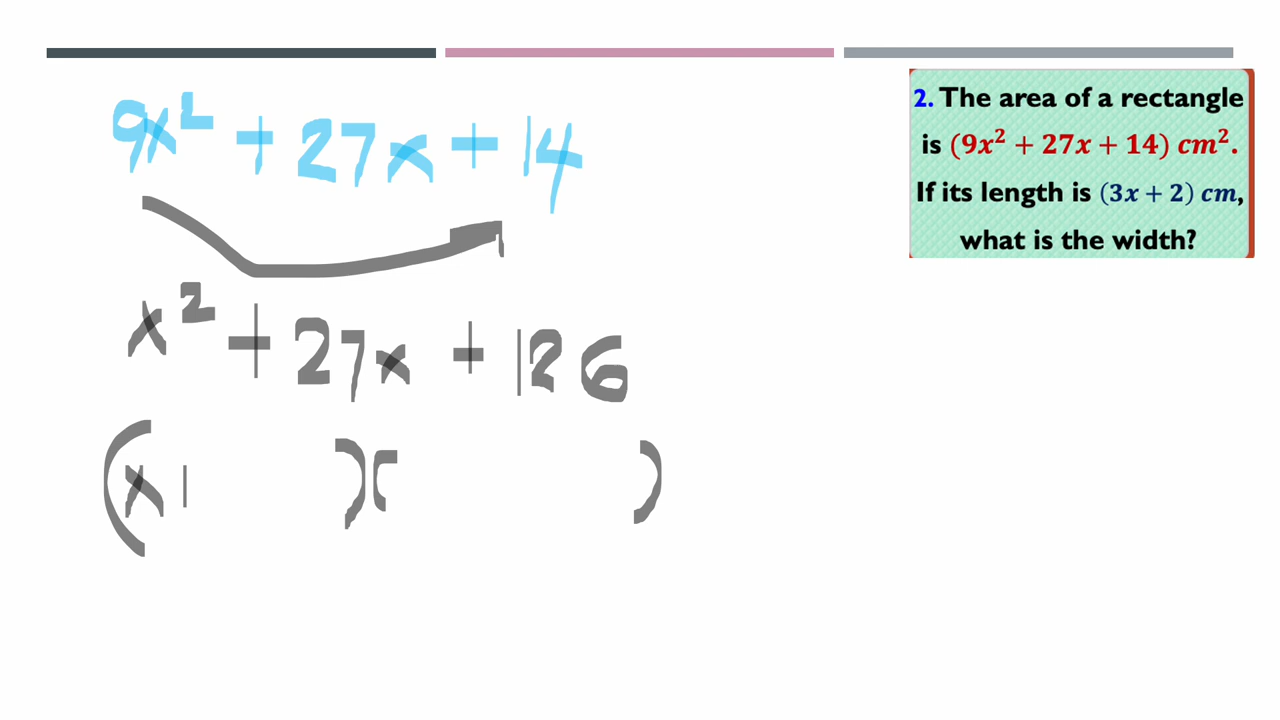 9x² + 27x + 14
x² + 27x + 126
(x+ )( )
2. The area of a rectangle
is (9x² + 27x + 14) cm².
If its length is (3x + 2) cm,
what is the width?